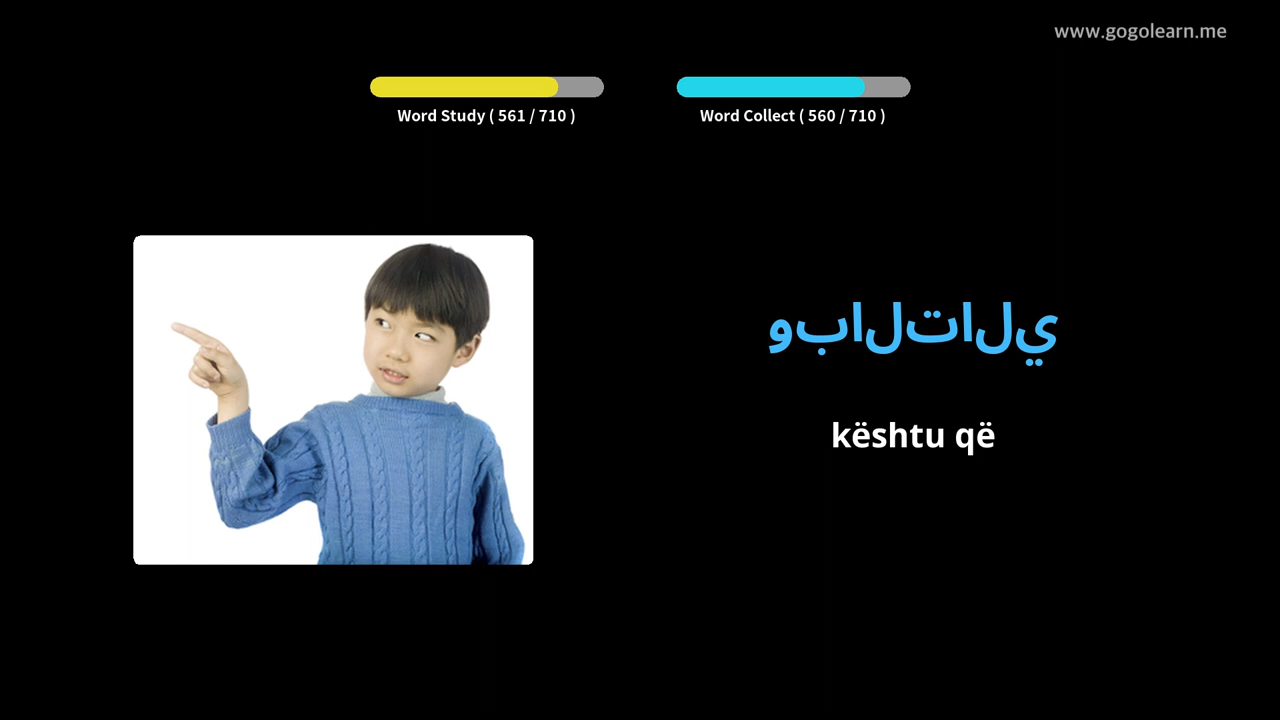 www.gogolearn.me
Word Study ( 561 / 710 )
Word Collect ( 560 / 710 )
وبالتالي
kështu që